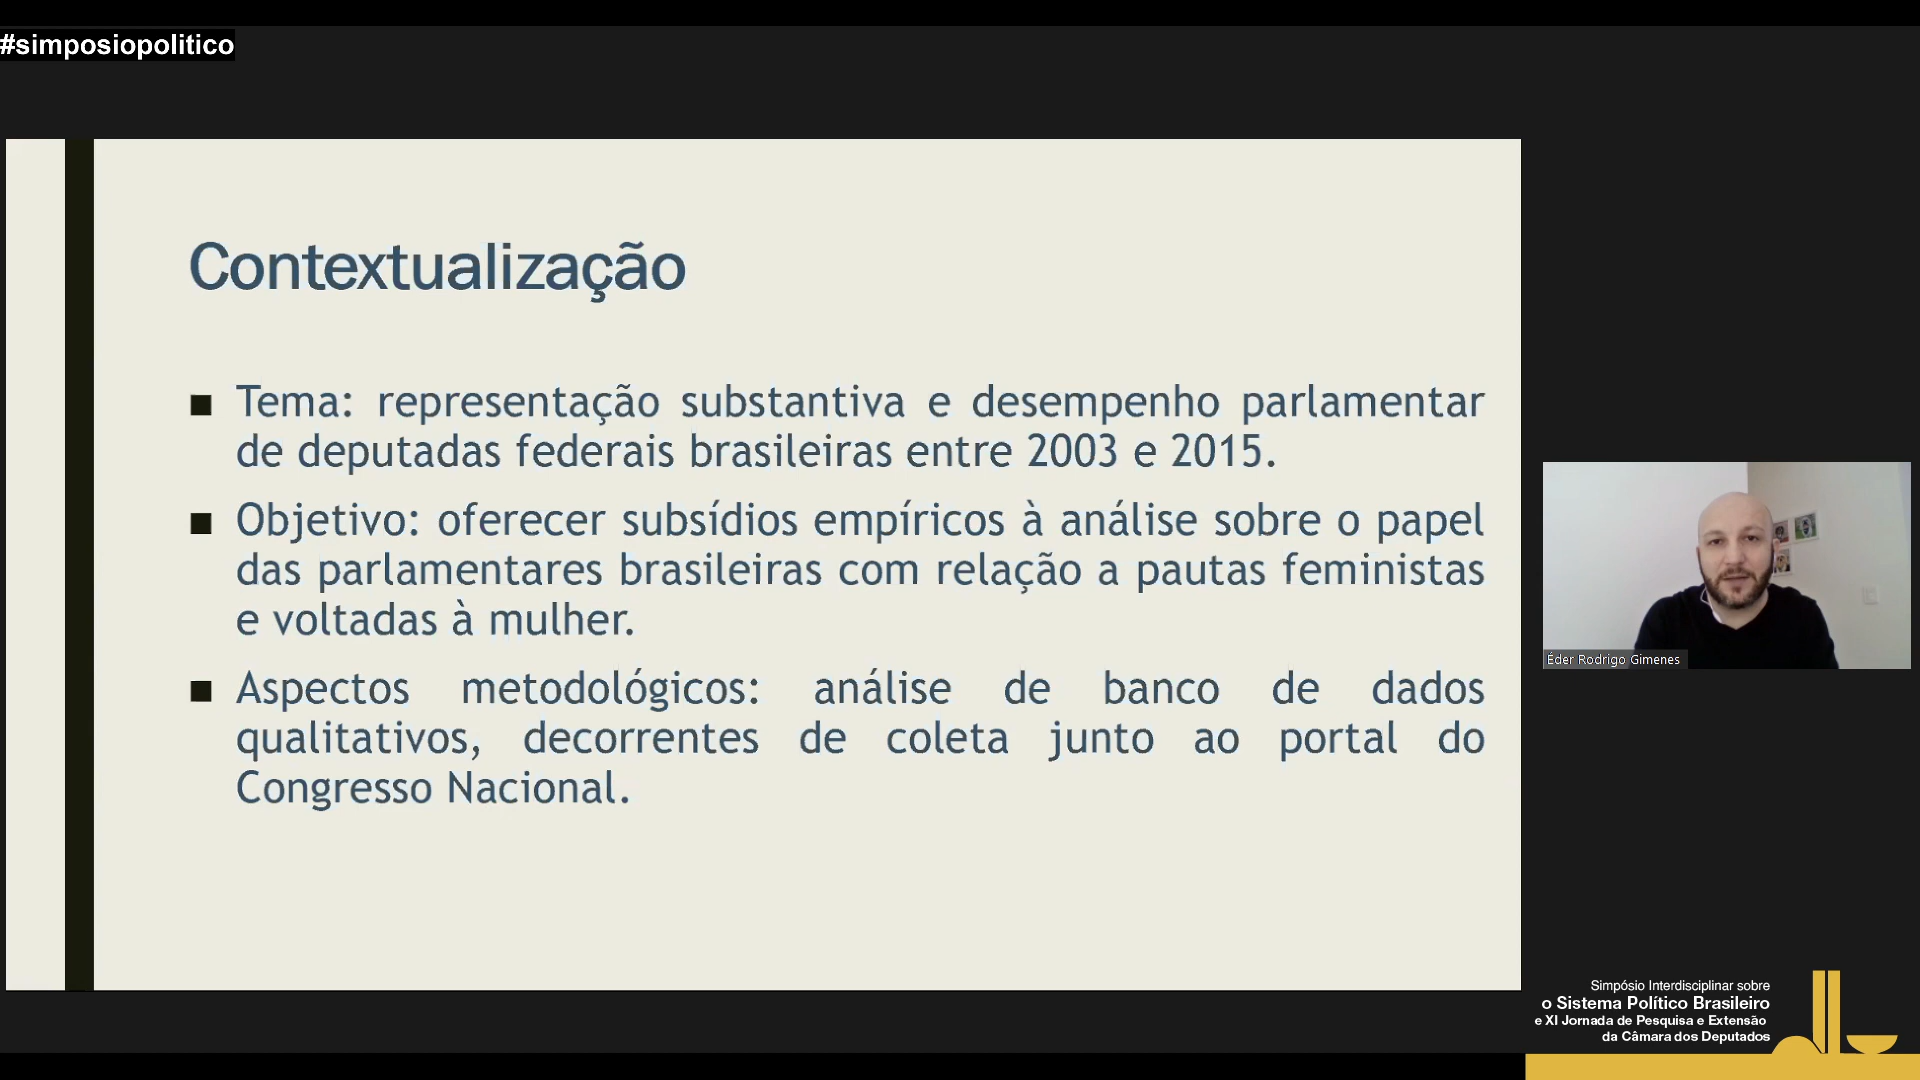 #simposiopolitico
Contextualização
■ Tema: representação substantiva e desempenho parlamentar
de deputadas federais brasileiras entre 2003 e 2015.
■ Objetivo: oferecer subsídios empíricos à análise sobre o papel
das parlamentares brasileiras com relação a pautas feministas
e voltadas à mulher.
■ Aspectos metodológicos: análise de banco de dados
qualitativos, decorrentes de coleta junto ao portal do
Congresso Nacional.
Éder Rodrigo Gimenes
Simpósio Interdisciplinar sobre
o Sistema Político Brasileiro
e XI Jornada de Pesquisa e Extensão
da Câmara dos Deputados